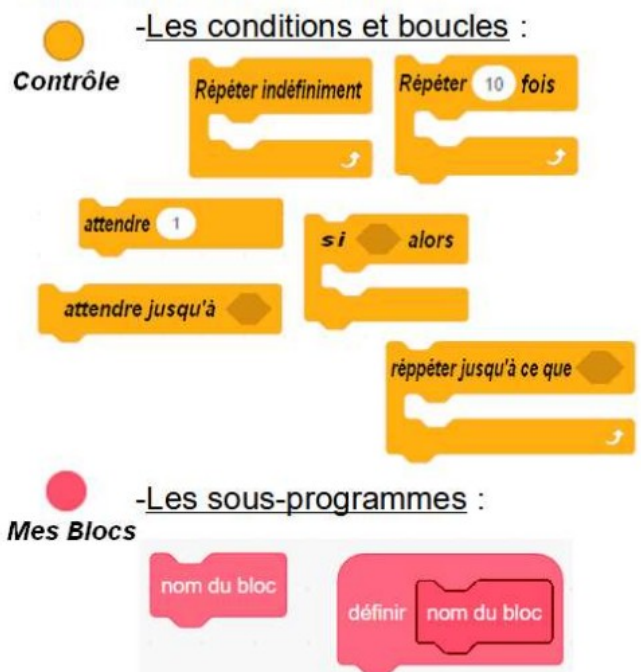 -Les conditions et boucles :
Contrôle
Répéter indéfiniment
Répéter 10 fois
attendre 1
si alors
attendre jusqu'à
réppéter jusqu'à ce que
-Les sous-programmes :
Mes Blocs
nom du bloc
définir nom du bloc